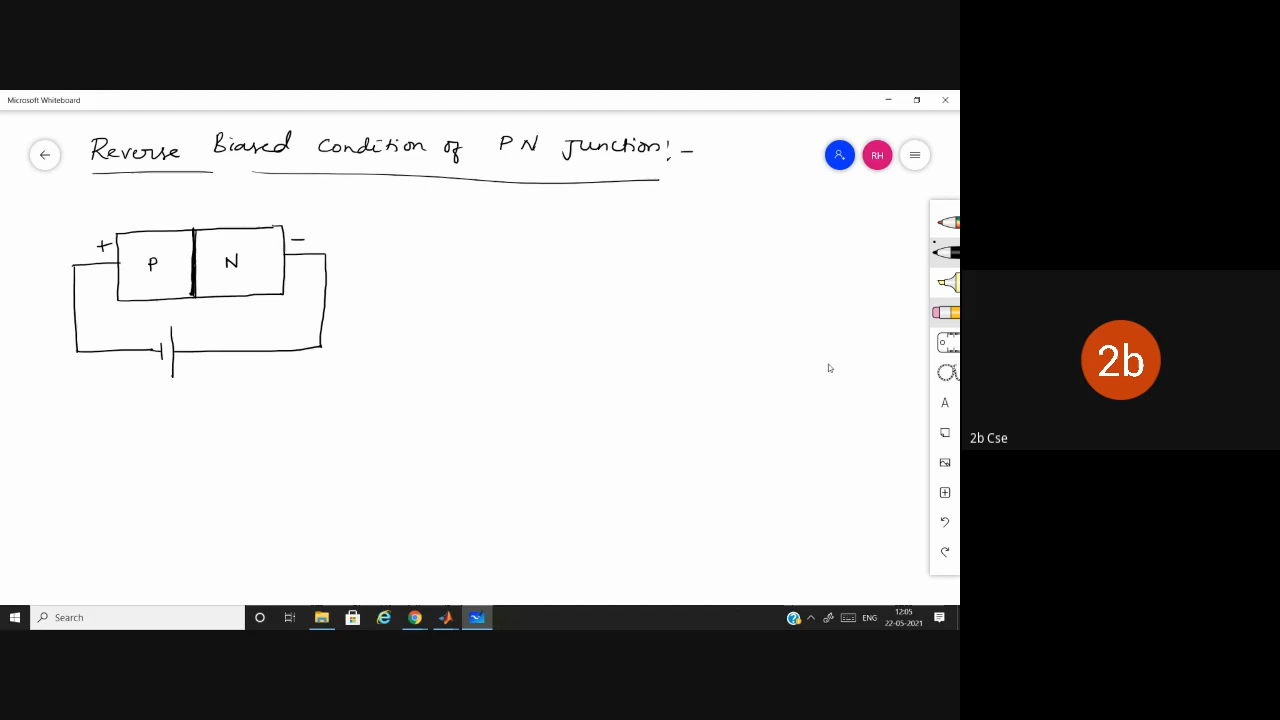 Microsoft Whiteboard
Reverse Biased Condition of PN Junction:-
RH
+ -
P N
A
2b
2b Cse
Search
ENG
12:05
22-05-2021